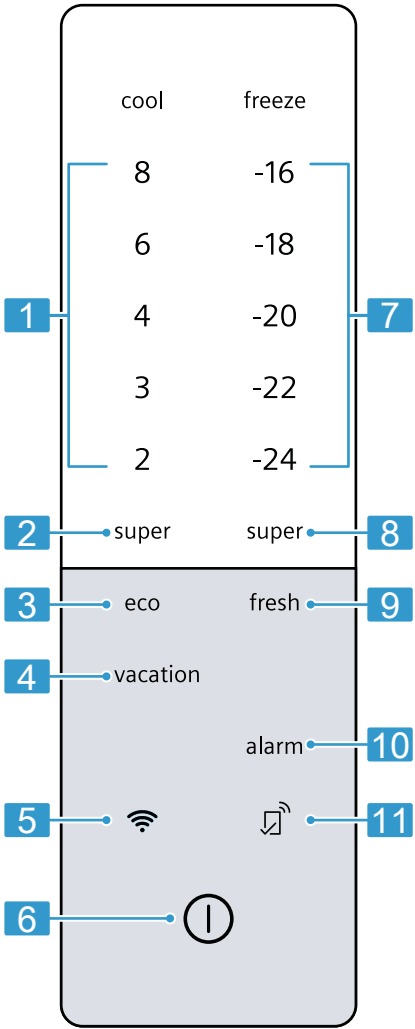 cool freeze
8 -16
6 -18
1 4 -20 7
3 -22
2 -24
2 super super 8
3 eco fresh 9
4 vacation
alarm 10
5 11
6